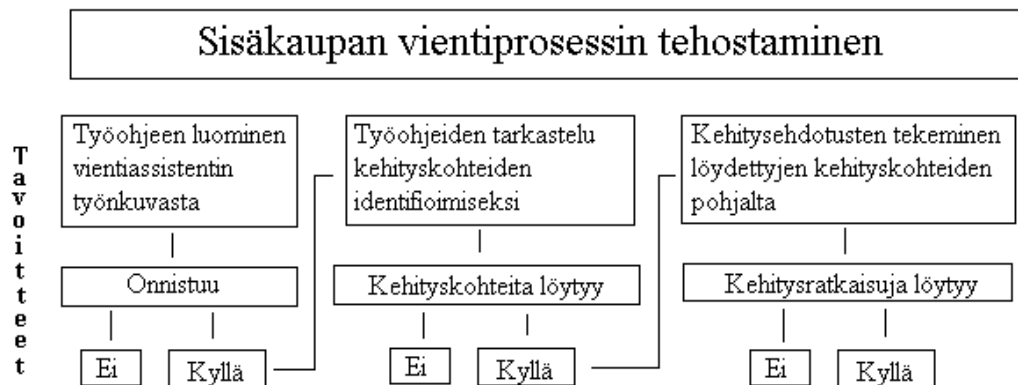 Sisäkaupan vientiprosessin tehostaminen
Tavoitteet
Työohjeen luominen
vientiassistentin
työnkuvasta
Onnistuu
Ei
Kyllä
Työohjeiden tarkastelu
kehityskohteiden
identifioimiseksi
Kehityskohteita löytyy
Ei
Kyllä
Kehitysehdotusten tekeminen
löydettyjen kehityskohteiden
pohjalta
Kehitysratkaisuja löytyy
Ei
Kyllä